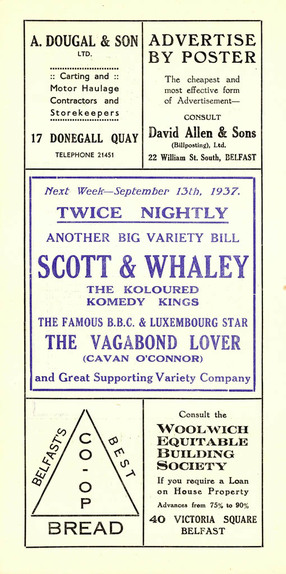 A. DOUGAL & SON
LTD.
:: Carting and ::
Motor Haulage
Contractors and
Storekeepers
17 DONEGALL QUAY
TELEPHONE 21451
ADVERTISE
BY POSTER
The cheapest and
most effective form
of Advertisement—
CONSULT
David Allen & Sons
(Billposting), Ltd.
22 William St. South, BELFAST
Next Week—September 13th, 1937.
TWICE NIGHTLY
ANOTHER BIG VARIETY BILL
SCOTT & WHALEY
THE KOLOURED
KOMEDY KINGS
THE FAMOUS B.B.C. & LUXEMBOURG STAR
THE VAGABOND LOVER
(CAVAN O'CONNOR)
and Great Supporting Variety Company
BELFAST'S
BEST
CO-OP
BREAD
Consult the
WOOLWICH
EQUITABLE
BUILDING
SOCIETY
If you require a Loan
on House Property
Advances from 75% to 90%
40 VICTORIA SQUARE
BELFAST